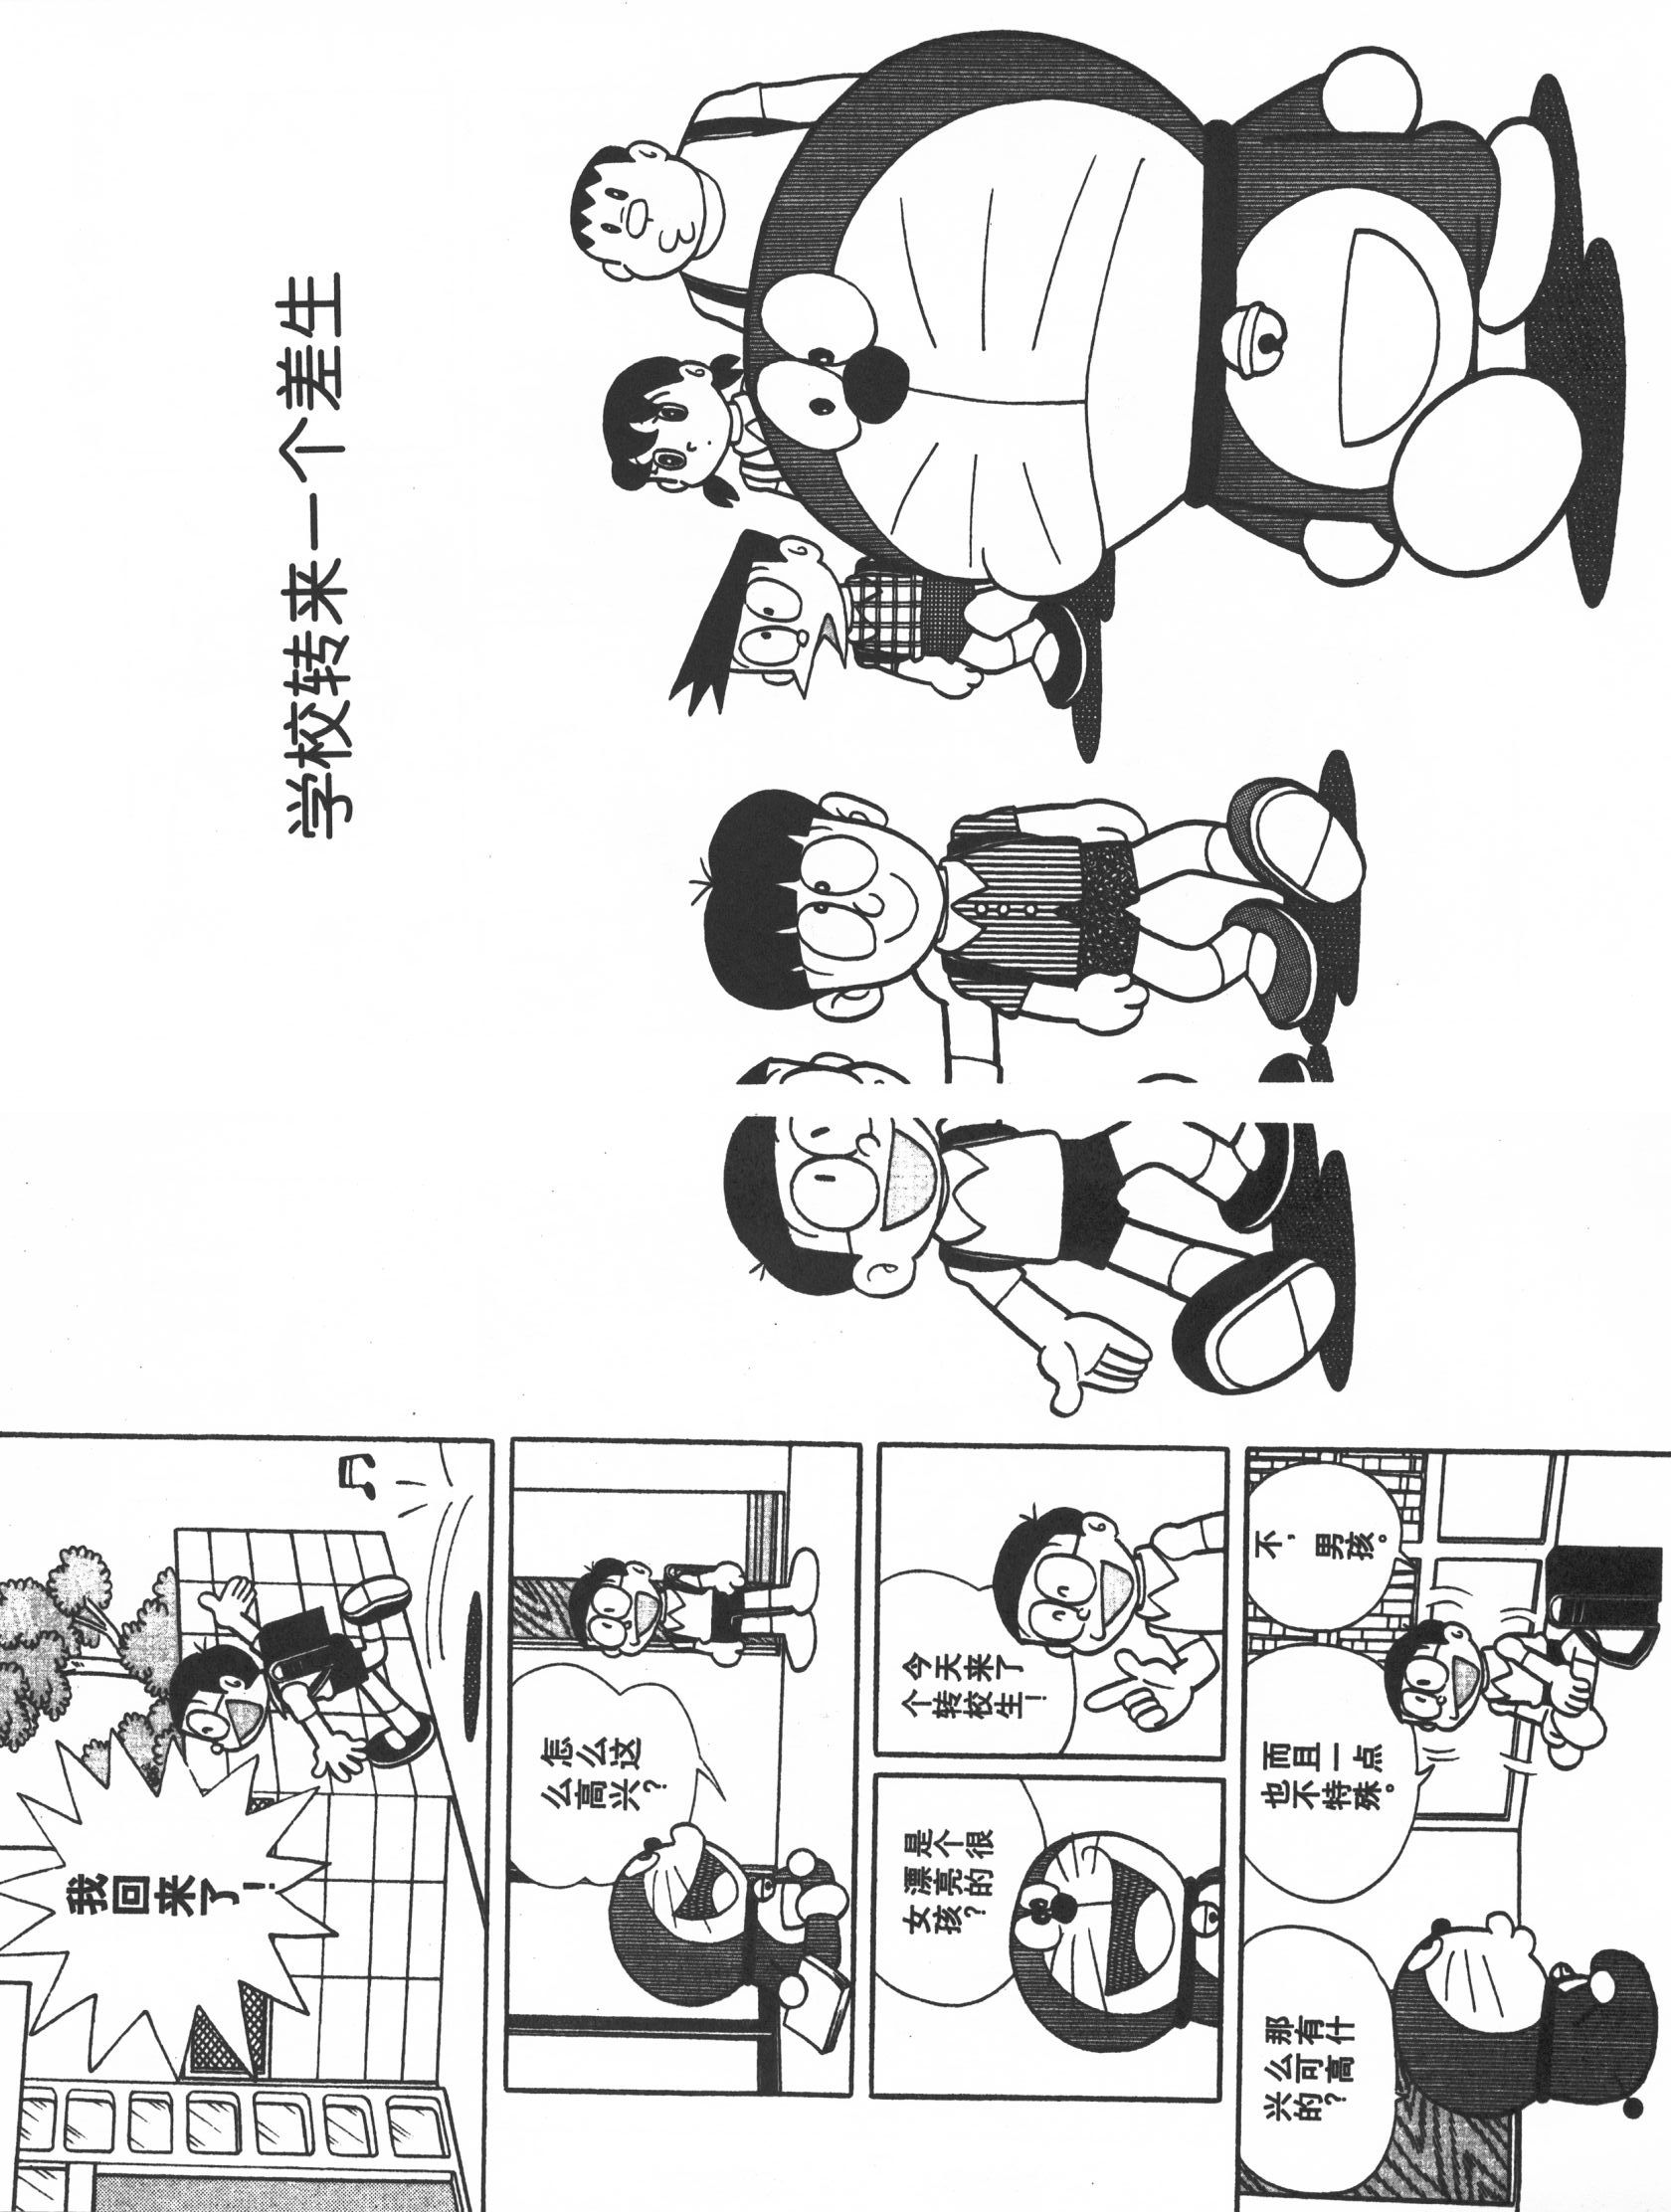 学校转来一个差生
我回来了!
怎么这
么高兴?
今天来了
个转校生!
是个很
漂亮的
女孩?
不，男孩。
而且一点
也不特殊。
那有什
么可高
兴的?